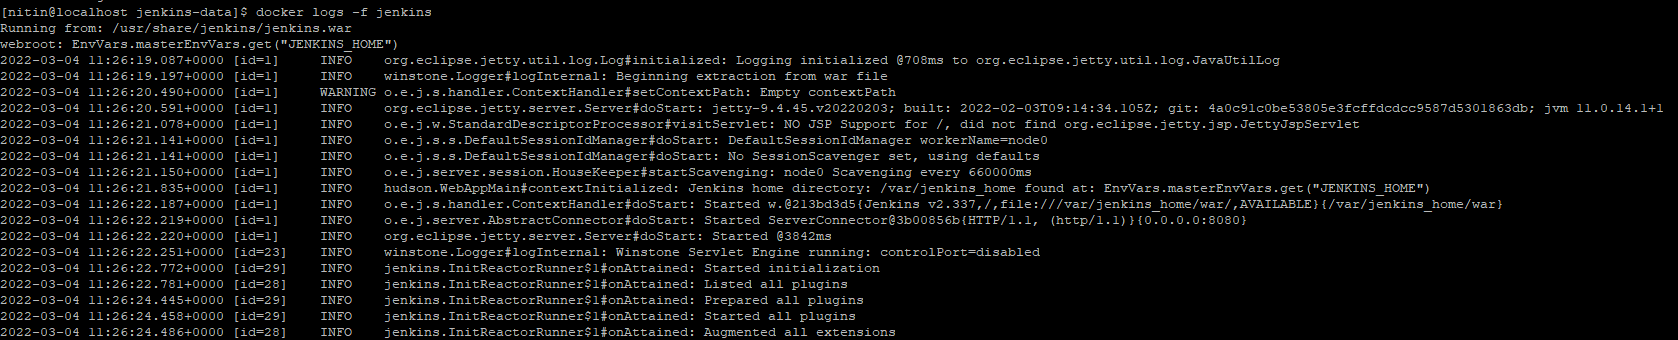 [nitin@localhost jenkins-data]$ docker logs -f jenkins
Running from: /usr/share/jenkins/jenkins.war
webroot: EnvVars.masterEnvVars.get("JENKINS_HOME")
2022-03-04 11:26:19.087+0000 [id=1] INFO org.eclipse.jetty.util.log.Log#initialized: Logging initialized @708ms to org.eclipse.jetty.util.log.JavaUtilLog
2022-03-04 11:26:19.197+0000 [id=1] INFO winstone.Logger#logInternal: Beginning extraction from war file
2022-03-04 11:26:20.490+0000 [id=1] WARNING o.e.j.s.handler.ContextHandler#setContextPath: Empty contextPath
2022-03-04 11:26:20.591+0000 [id=1] INFO org.eclipse.jetty.server.Server#doStart: jetty-9.4.45.v20220203; built: 2022-02-03T09:14:34.105Z; git: 4a0c91c0be53805e3fcffdcdcc9587d5301863db; jvm 11.0.14.1+1
2022-03-04 11:26:21.078+0000 [id=1] INFO o.e.j.w.StandardDescriptorProcessor#visitServlet: NO JSP Support for /, did not find org.eclipse.jetty.jsp.JettyJspServlet
2022-03-04 11:26:21.141+0000 [id=1] INFO o.e.j.s.s.DefaultSessionIdManager#doStart: DefaultSessionIdManager workerName=node0
2022-03-04 11:26:21.141+0000 [id=1] INFO o.e.j.s.s.DefaultSessionIdManager#doStart: No SessionScavenger set, using defaults
2022-03-04 11:26:21.150+0000 [id=1] INFO o.e.j.server.session.HouseKeeper#startScavenging: node0 Scavenging every 660000ms
2022-03-04 11:26:21.835+0000 [id=1] INFO hudson.WebAppMain#contextInitialized: Jenkins home directory: /var/jenkins_home found at: EnvVars.masterEnvVars.get("JENKINS_HOME")
2022-03-04 11:26:22.187+0000 [id=1] INFO o.e.j.s.handler.ContextHandler#doStart: Started w.@213bd3d5{Jenkins v2.337,/,file:///var/jenkins_home/war/,AVAILABLE}{/var/jenkins_home/war}
2022-03-04 11:26:22.219+0000 [id=1] INFO o.e.j.server.AbstractConnector#doStart: Started ServerConnector@3b00856b{HTTP/1.1, (http/1.1)}{0.0.0.0:8080}
2022-03-04 11:26:22.220+0000 [id=1] INFO org.eclipse.jetty.server.Server#doStart: Started @3842ms
2022-03-04 11:26:22.251+0000 [id=23] INFO winstone.Logger#logInternal: Winstone Servlet Engine running: controlPort=disabled
2022-03-04 11:26:22.772+0000 [id=29] INFO jenkins.InitReactorRunner$1#onAttained: Started initialization
2022-03-04 11:26:22.781+0000 [id=28] INFO jenkins.InitReactorRunner$1#onAttained: Listed all plugins
2022-03-04 11:26:24.445+0000 [id=29] INFO jenkins.InitReactorRunner$1#onAttained: Prepared all plugins
2022-03-04 11:26:24.458+0000 [id=29] INFO jenkins.InitReactorRunner$1#onAttained: Started all plugins
2022-03-04 11:26:24.486+0000 [id=28] INFO jenkins.InitReactorRunner$1#onAttained: Augmented all extensions